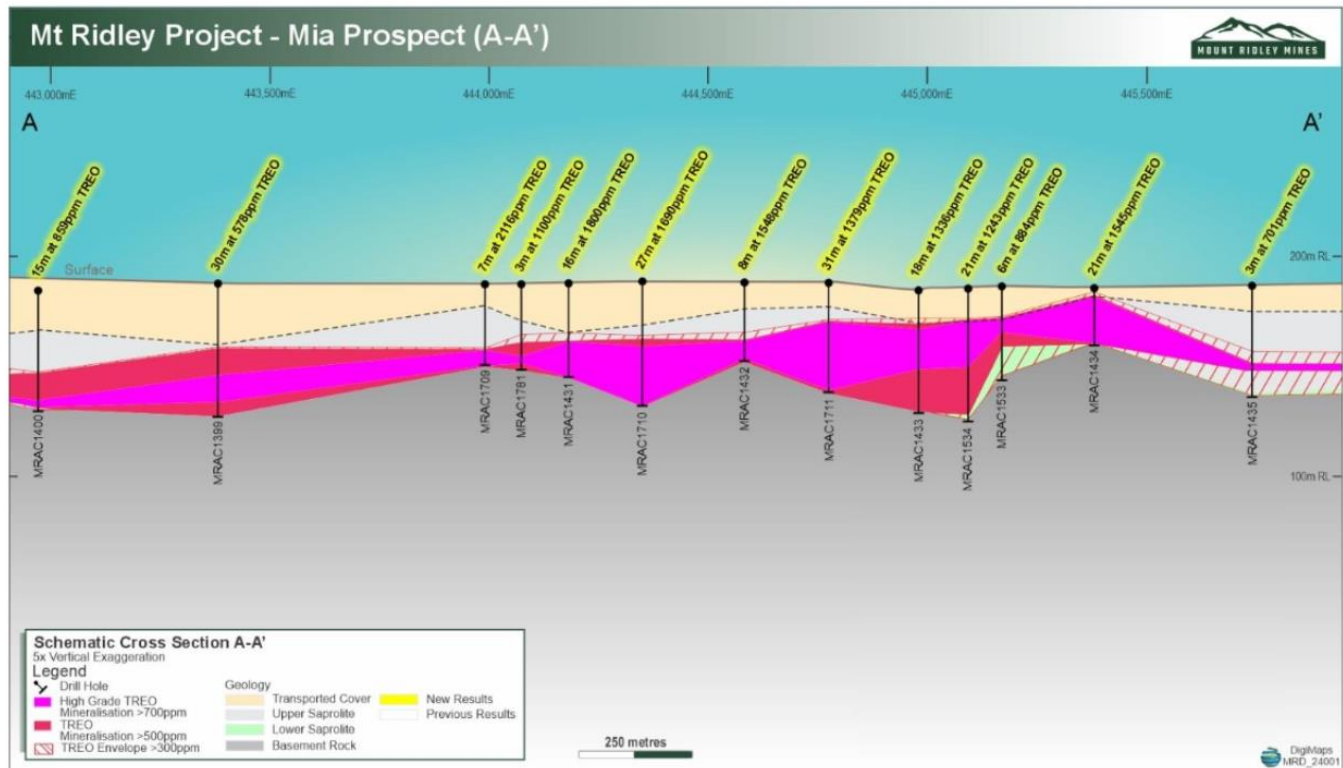 Mt Ridley Project - Mia Prospect (A-A')
MOUNT RIDLEY MINES
443,000mE
443,500mE
444,000mE
444,500mE
445,000mE
445,500mE
A
A'
15m at 859ppm TREO
30m at 578ppm TREO
7m at 2116ppm TREO
3m at 1100ppm TREO
16m at 1800ppm TREO
27m at 1690ppm TREO
8m at 1548ppm TREO
31m at 1379ppm TREO
18m at 1336ppm TREO
21m at 1243ppm TREO
6m at 884ppm TREO
21m at 1545ppm TREO
3m at 701ppm TREO
Surface
200m RL
MRAC1400
MRAC1399
MRAC1709
MRAC1781
MRAC1431
MRAC1710
MRAC1432
MRAC1711
MRAC1433
MRAC1534
MRAC1533
MRAC1434
MRAC1435
100m RL
Schematic Cross Section A-A'
5x Vertical Exaggeration
Legend
Drill Hole
High Grade TREO
Mineralisation >700ppm
TREO
Mineralisation >500ppm
TREO Envelope >300ppm
Geology
Transported Cover
Upper Saprolite
Lower Saprolite
Basement Rock
New Results
Previous Results
250 metres
DigiMaps
MRD_24001